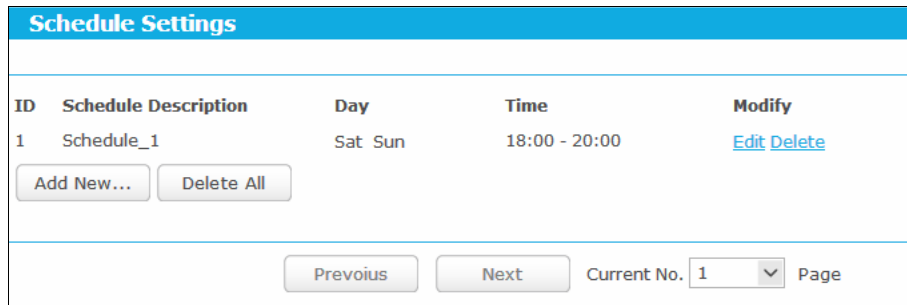 Schedule Settings
ID Schedule Description Day Time Modify
1 Schedule_1 Sat Sun 18:00 - 20:00 Edit Delete
Add New... Delete All
Prevoius Next Current No. 1 Page